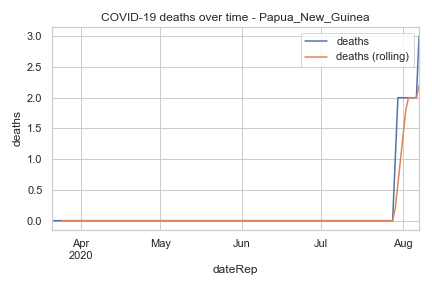 COVID-19 deaths over time - Papua_New_Guinea
deaths
deaths (rolling)
deaths
3.0
2.5
2.0
1.5
1.0
0.5
0.0
Apr
2020
May
Jun
Jul
Aug
dateRep